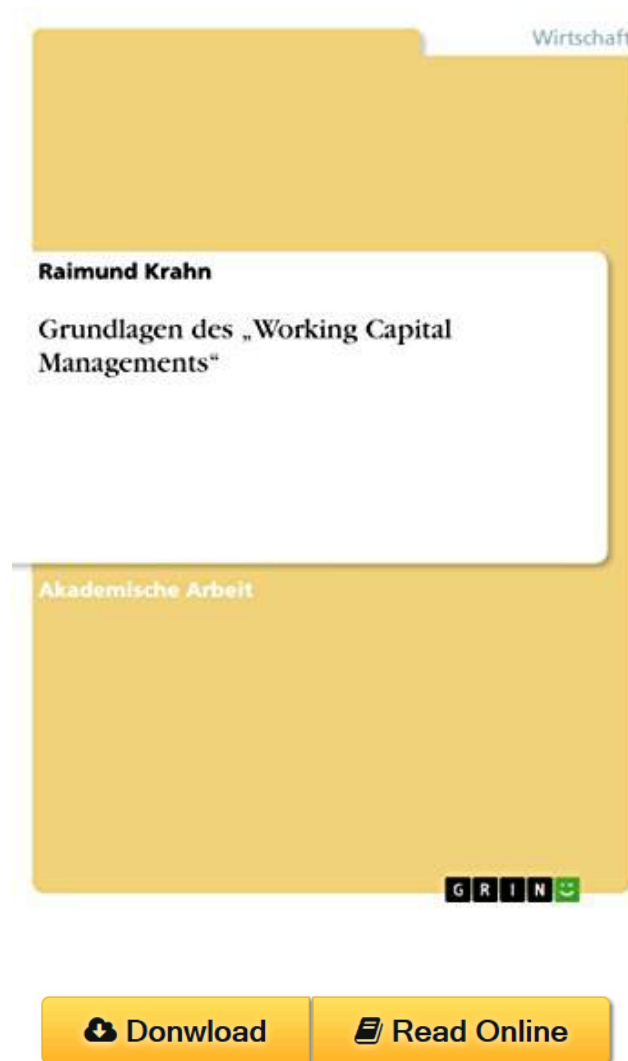 Wirtschaft
Raimund Krahn
Grundlagen des „Working Capital
Managements“
Akademische Arbeit
GRIN
Donwload
Read Online